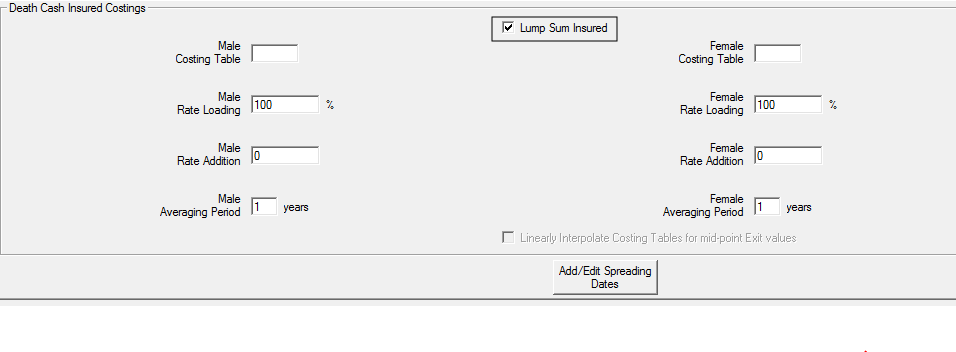 Death Cash Insured Costings
Lump Sum Insured
Male
Costing Table
Female
Costing Table
Male
Rate Loading
100
%
Female
Rate Loading
100
%
Male
Rate Addition
0
Female
Rate Addition
0
Male
Averaging Period
1
years
Female
Averaging Period
1
years
Linearly Interpolate Costing Tables for mid-point Exit values
Add/Edit Spreading
Dates